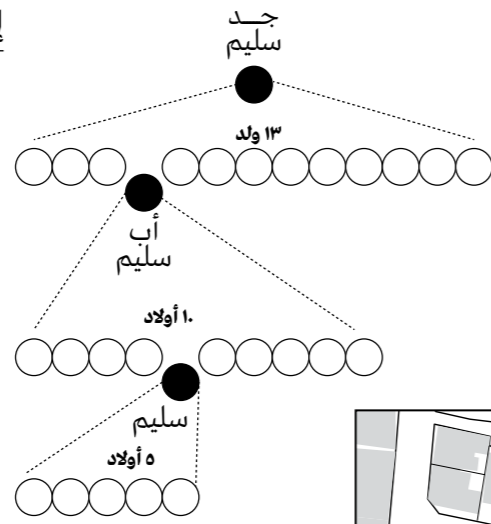 جــد
سليم
١٣ ولد
أب
سليم
١٠ أولاد
سليم
٥ أولاد